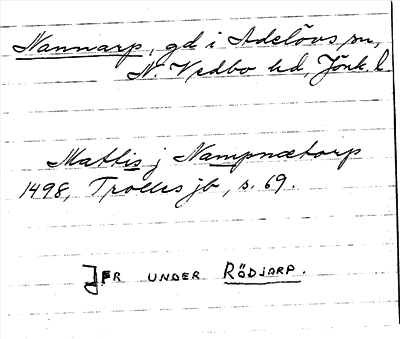 Nannarp, gd i Adelövs sn,
N. Vedbo hd, Jönk. l
Mattis j Nampnætorp
1498, Trolles jb, s. 69.
JFR UNDER RÖDJARP.